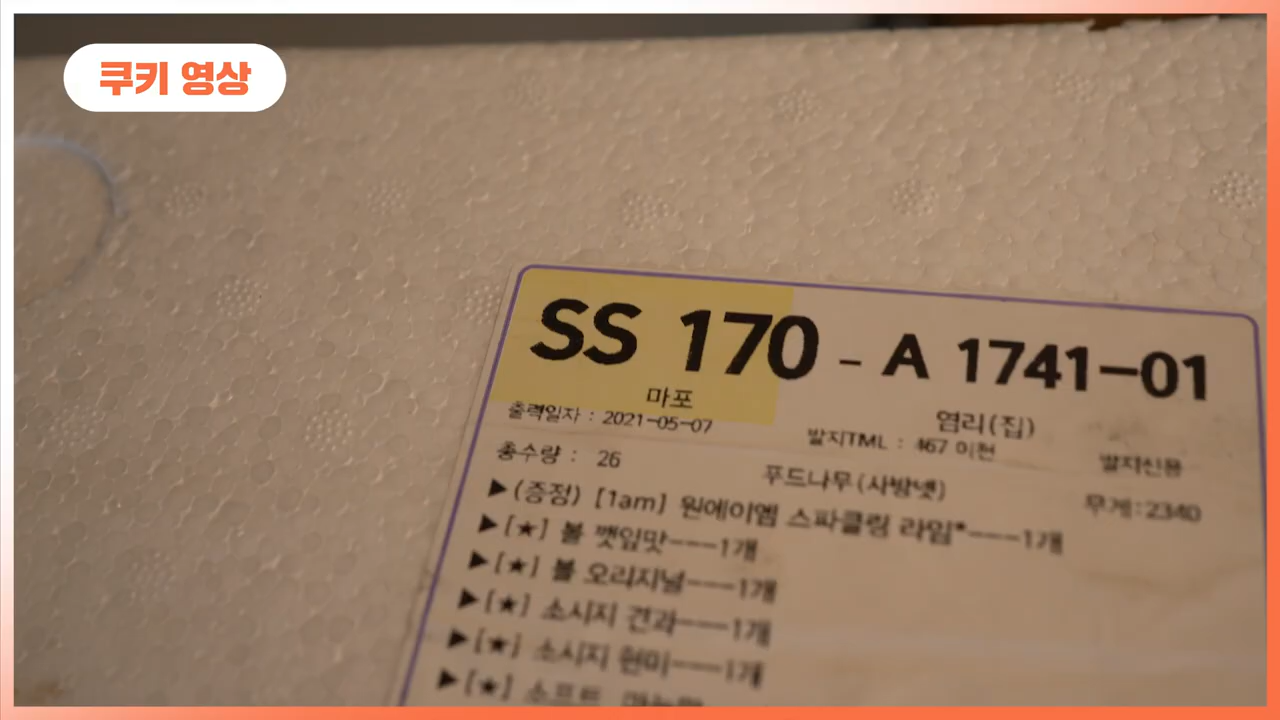 쿠키 영상
SS 170 - A 1741-01
마포 염리(집)
출력일자 : 2021-05-07 발지TML : 467 이천 발지신용
총수량 : 26 푸드나무(사방넷) 무게:2340
▶(증정) [1am] 원에이엠 스파클링 라임*---1개
▶[★] 볼 깻잎맛---1개
▶[★] 볼 오리지널---1개
▶[★] 소시지 견과---1개
▶[★] 소시지 현미---1개
▶[★] 소프트